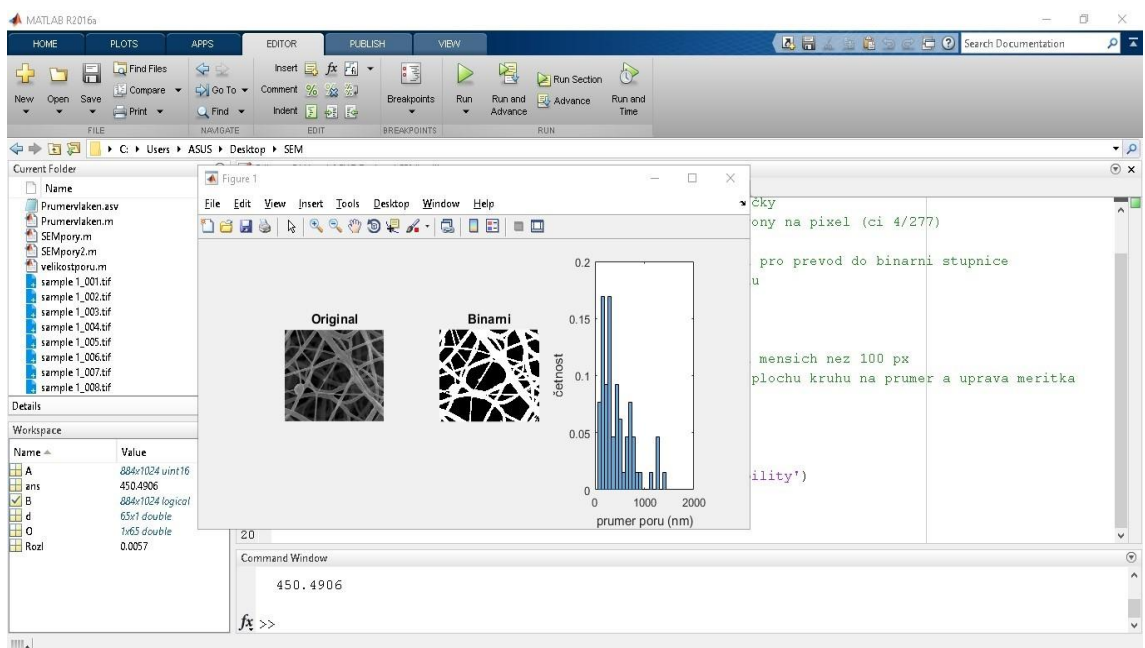 MATLAB R2016a
HOME PLOTS APPS EDITOR PUBLISH VIEW Search Documentation
New Open Save Find Files Compare Print Go To Find Insert fx Comment % Indent Breakpoints Run Run and Advance Run Section Advance Run and Time
FILE NAVIGATE EDIT BREAKPOINTS RUN
C: Users ASUS Desktop SEM
Current Folder
Name
Prumervlaken.asv
Prumervlaken.m
SEMpory.m
SEMpory2.m
velikostporu.m
sample 1_001.tif
sample 1_002.tif
sample 1_003.tif
sample 1_004.tif
sample 1_005.tif
sample 1_006.tif
sample 1_007.tif
sample 1_008.tif
Details
Workspace
Name Value
A 884x1024 uint16
ans 450.4906
B 884x1024 logical
d 65x1 double
O 1x65 double
Rozl 0.0057
Figure 1
File Edit View Insert Tools Desktop Window Help
Original
Binarni
0.2
0.15
0.1
0.05
0
četnost
0 1000 2000
prumer poru (nm)
čky
ony na pixel (ci 4/277)
pro prevod do binarni stupnice
u
mensich nez 100 px
plochu kruhu na prumer a uprava meritka
ility')
20
Command Window
450.4906
fx >>